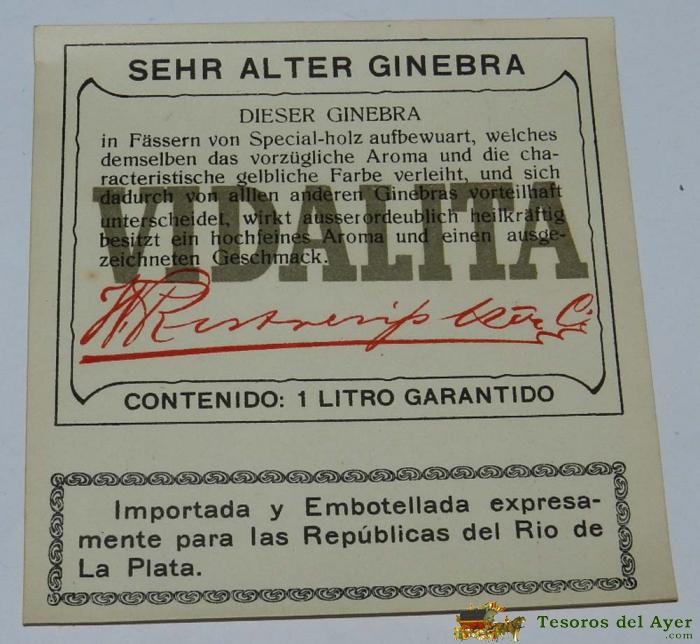 SEHR ALTER GINEBRA
DIESER GINEBRA
in Fässern von Special-holz aufbewuart, welches
demselben das vorzügliche Aroma und die cha-
racteristische gelbliche Farbe verleiht, und sich
dadurch von alllen anderen Ginebras vorteilhaft
unterscheidet, wirkt ausserordeublich heilkräftig
besitzt ein hochfeines Aroma und einen ausge-
zeichneten Geschmack.
VIDALITA
CONTENIDO: 1 LITRO GARANTIDO
Importada y Embotellada expresa-
mente para las Repúblicas del Rio de
La Plata.
Tesoros del Ayer
.com